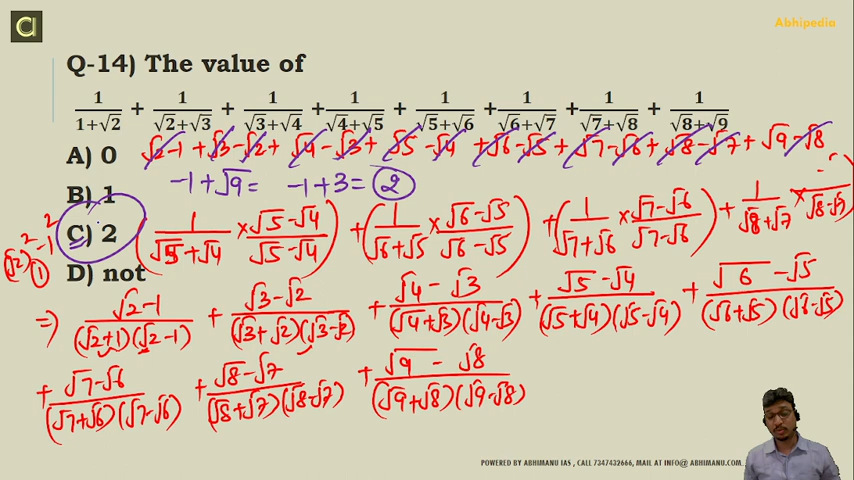 a
Abhipedia
Q-14) The value of
1/(1+√2) + 1/(√2+√3) + 1/(√3+√4) + 1/(√4+√5) + 1/(√5+√6) + 1/(√6+√7) + 1/(√7+√8) + 1/(√8+√9)
√2-1 + √3-√2 + √4-√3 + √5-√4 + √6-√5 + √7-√6 + √8-√7 + √9-√8
A) 0
-1+√9 = -1+3 = 2
B) 1
C) 2
(√2)² - 1²
1
(1/(√5+√4) × (√5-√4)/(√5-√4)) + (1/(√6+√5) × (√6-√5)/(√6-√5)) + (1/(√7+√6) × (√7-√6)/(√7-√6)) + 1/(√8+√7) × /(√8-√7)
D) not
=> (√2-1)/((√2+1)(√2-1)) + (√3-√2)/((√3+√2)(√3-√2)) + (√4-√3)/((√4+√3)(√4-√3)) + (√5-√4)/((√5+√4)(√5-√4)) + (√6-√5)/((√6+√5)(√6-√5))
+ (√7-√6)/((√7+√6)(√7-√6)) + (√8-√7)/((√8+√7)(√8-√7)) + (√9-√8)/((√9+√8)(√9-√8))
POWERED BY ABHIMANU IAS , CALL 7347432666, MAIL AT INFO@ ABHIMANU.COM...